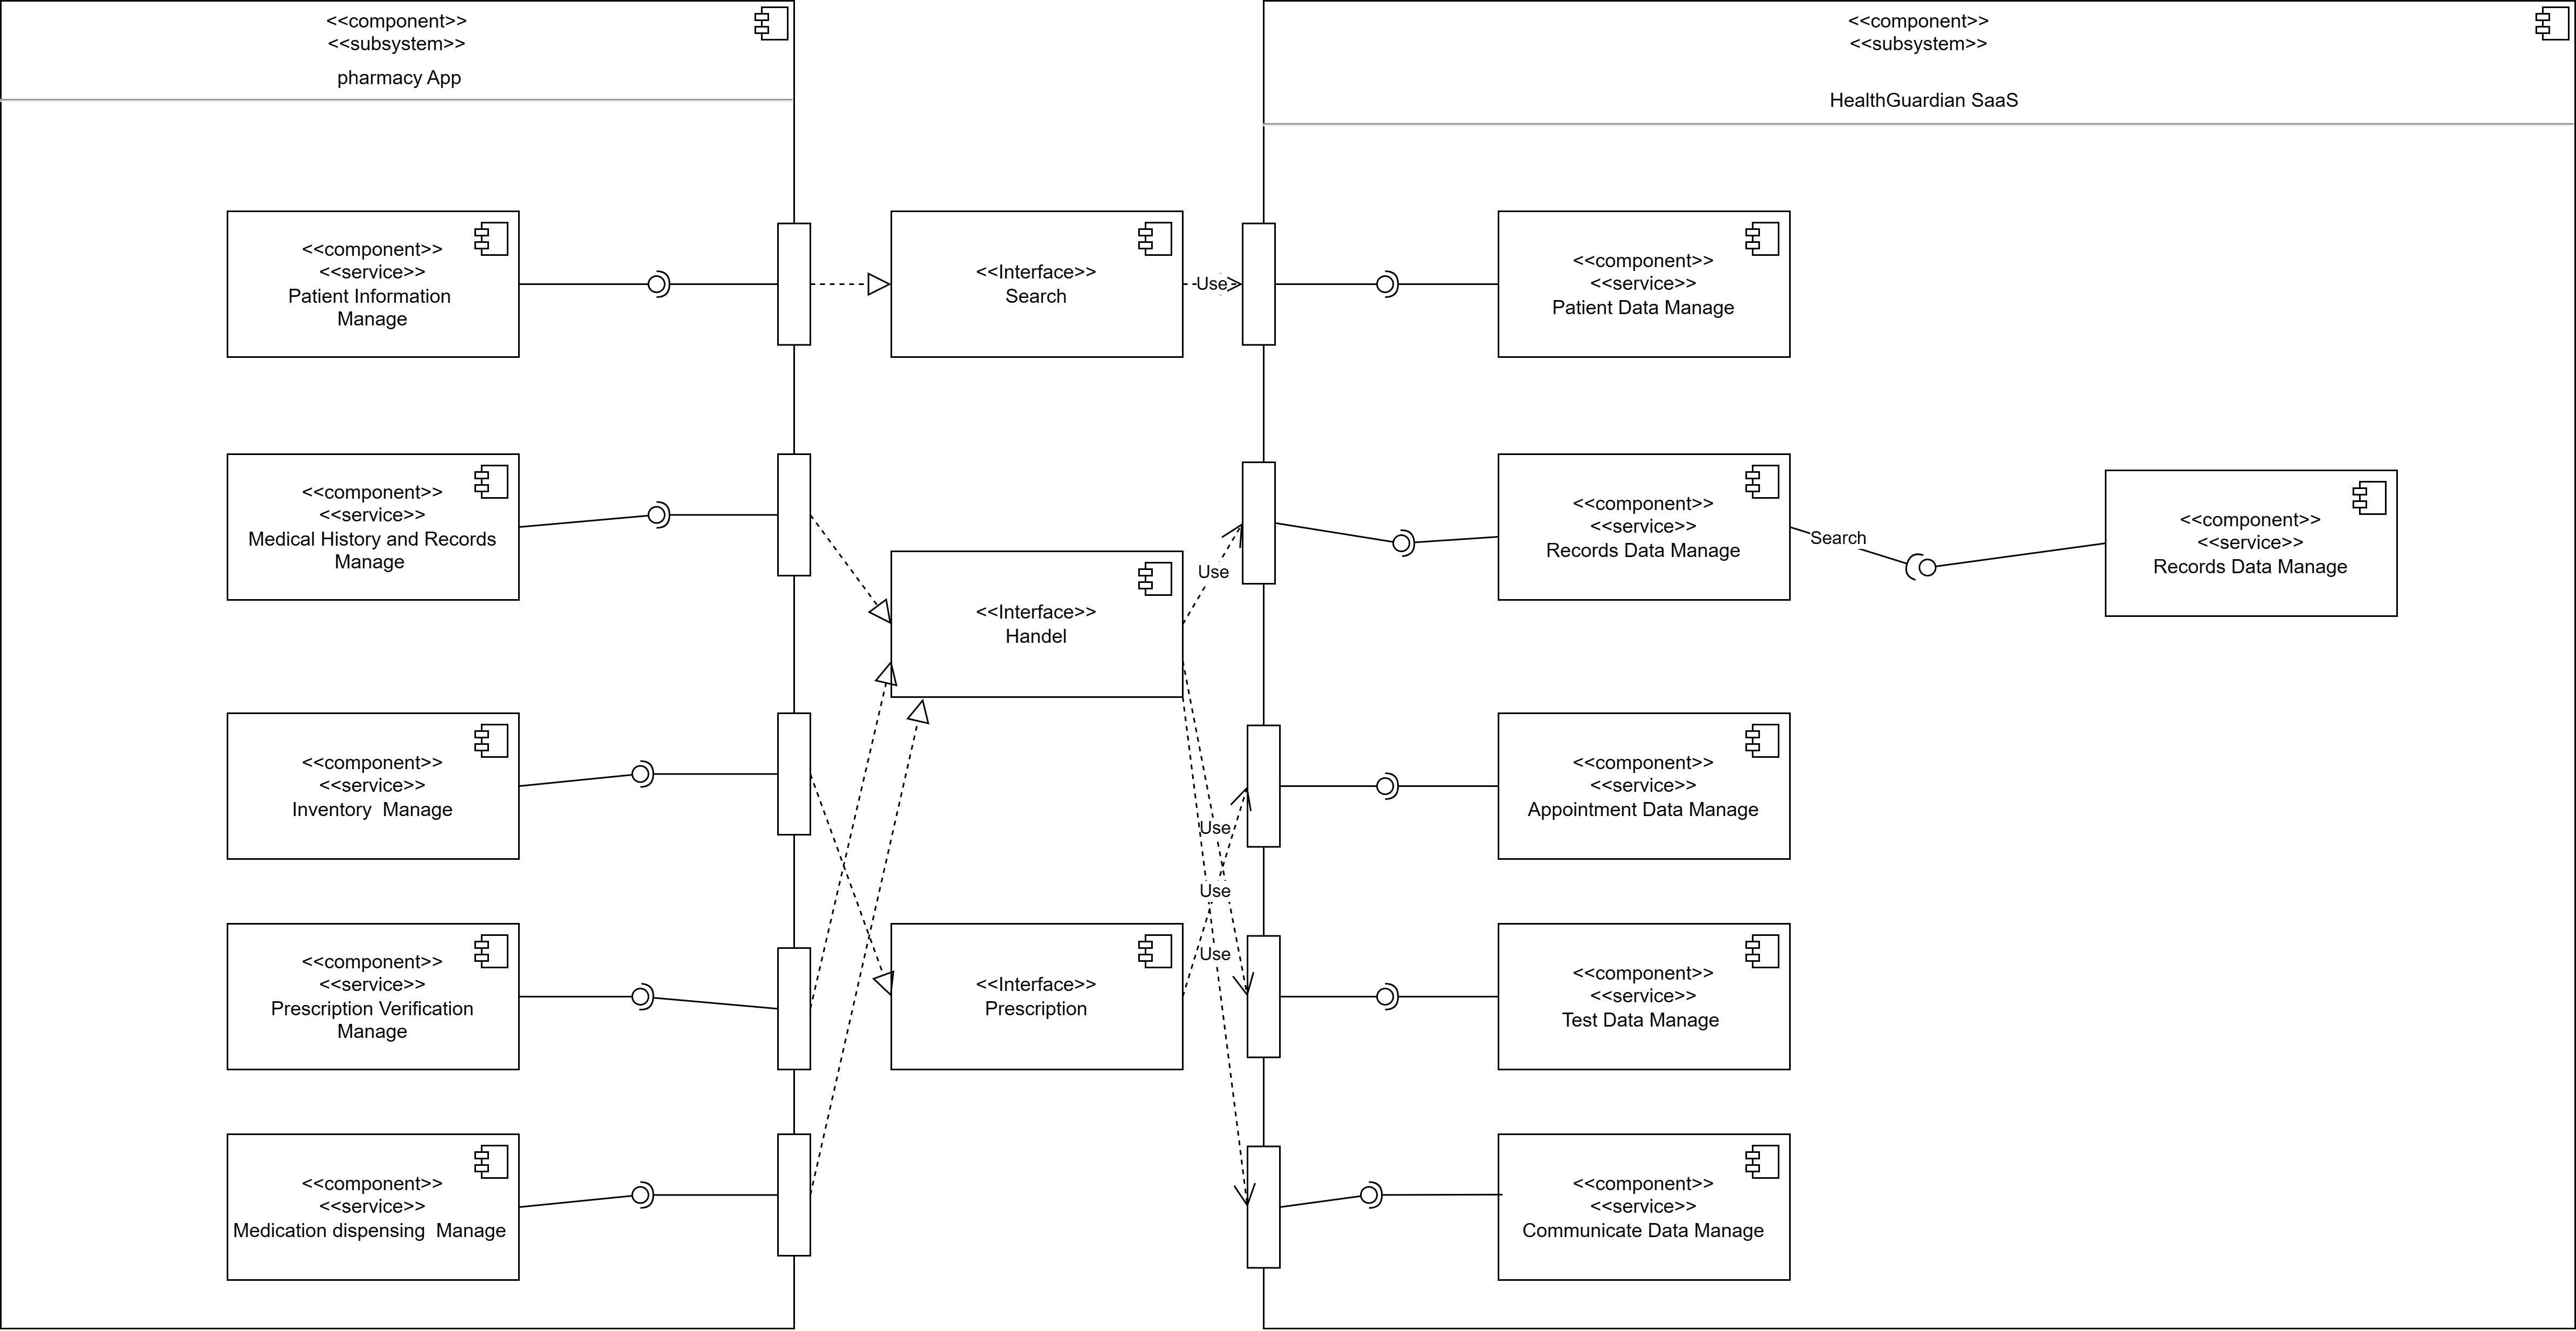 <<component>>
<<subsystem>>
pharmacy App
<<component>>
<<subsystem>>
HealthGuardian SaaS
<<component>>
<<service>>
Patient Information
Manage
<<Interface>>
Search
Use
<<component>>
<<service>>
Patient Data Manage
<<component>>
<<service>>
Medical History and Records
Manage
<<Interface>>
Handel
Use
<<component>>
<<service>>
Records Data Manage
Search
<<component>>
<<service>>
Records Data Manage
<<component>>
<<service>>
Inventory  Manage
Use
Use
Use
<<component>>
<<service>>
Appointment Data Manage
<<component>>
<<service>>
Prescription Verification
Manage
<<Interface>>
Prescription
<<component>>
<<service>>
Test Data Manage
<<component>>
<<service>>
Medication dispensing  Manage
<<component>>
<<service>>
Communicate Data Manage